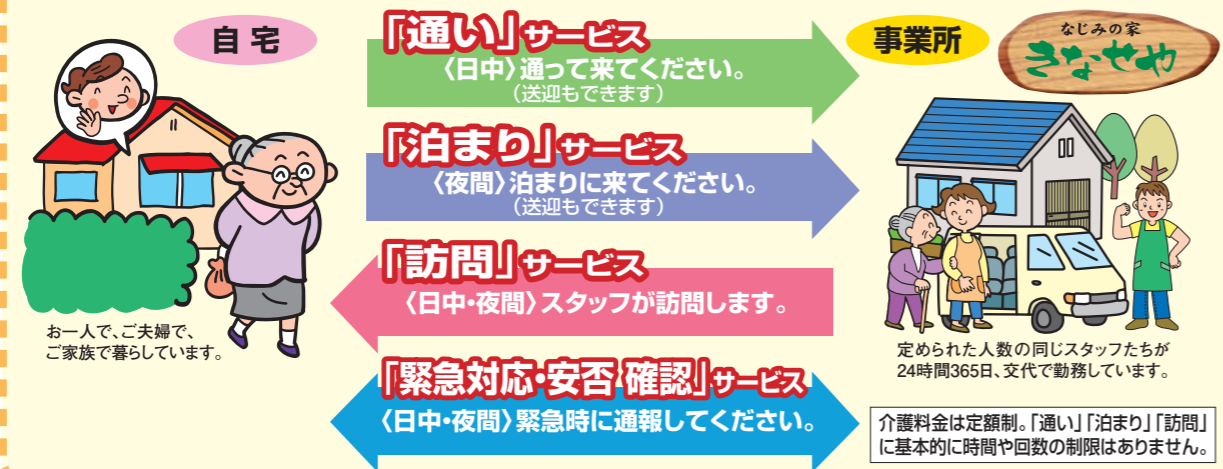 自宅
お一人で、ご夫婦で、
ご家族で暮らしています。
「通い」サービス
〈日中〉通って来てください。
(送迎もできます)
「泊まり」サービス
〈夜間〉泊まりに来てください。
(送迎もできます)
「訪問」サービス
〈日中・夜間〉スタッフが訪問します。
「緊急対応・安否 確認」サービス
〈日中・夜間〉緊急時に通報してください。
事業所
なじみの家
きなせや
定められた人数の同じスタッフたちが
24時間365日、交代で勤務しています。
介護料金は定額制。「通い」「泊まり」「訪問」
に基本的に時間や回数の制限はありません。